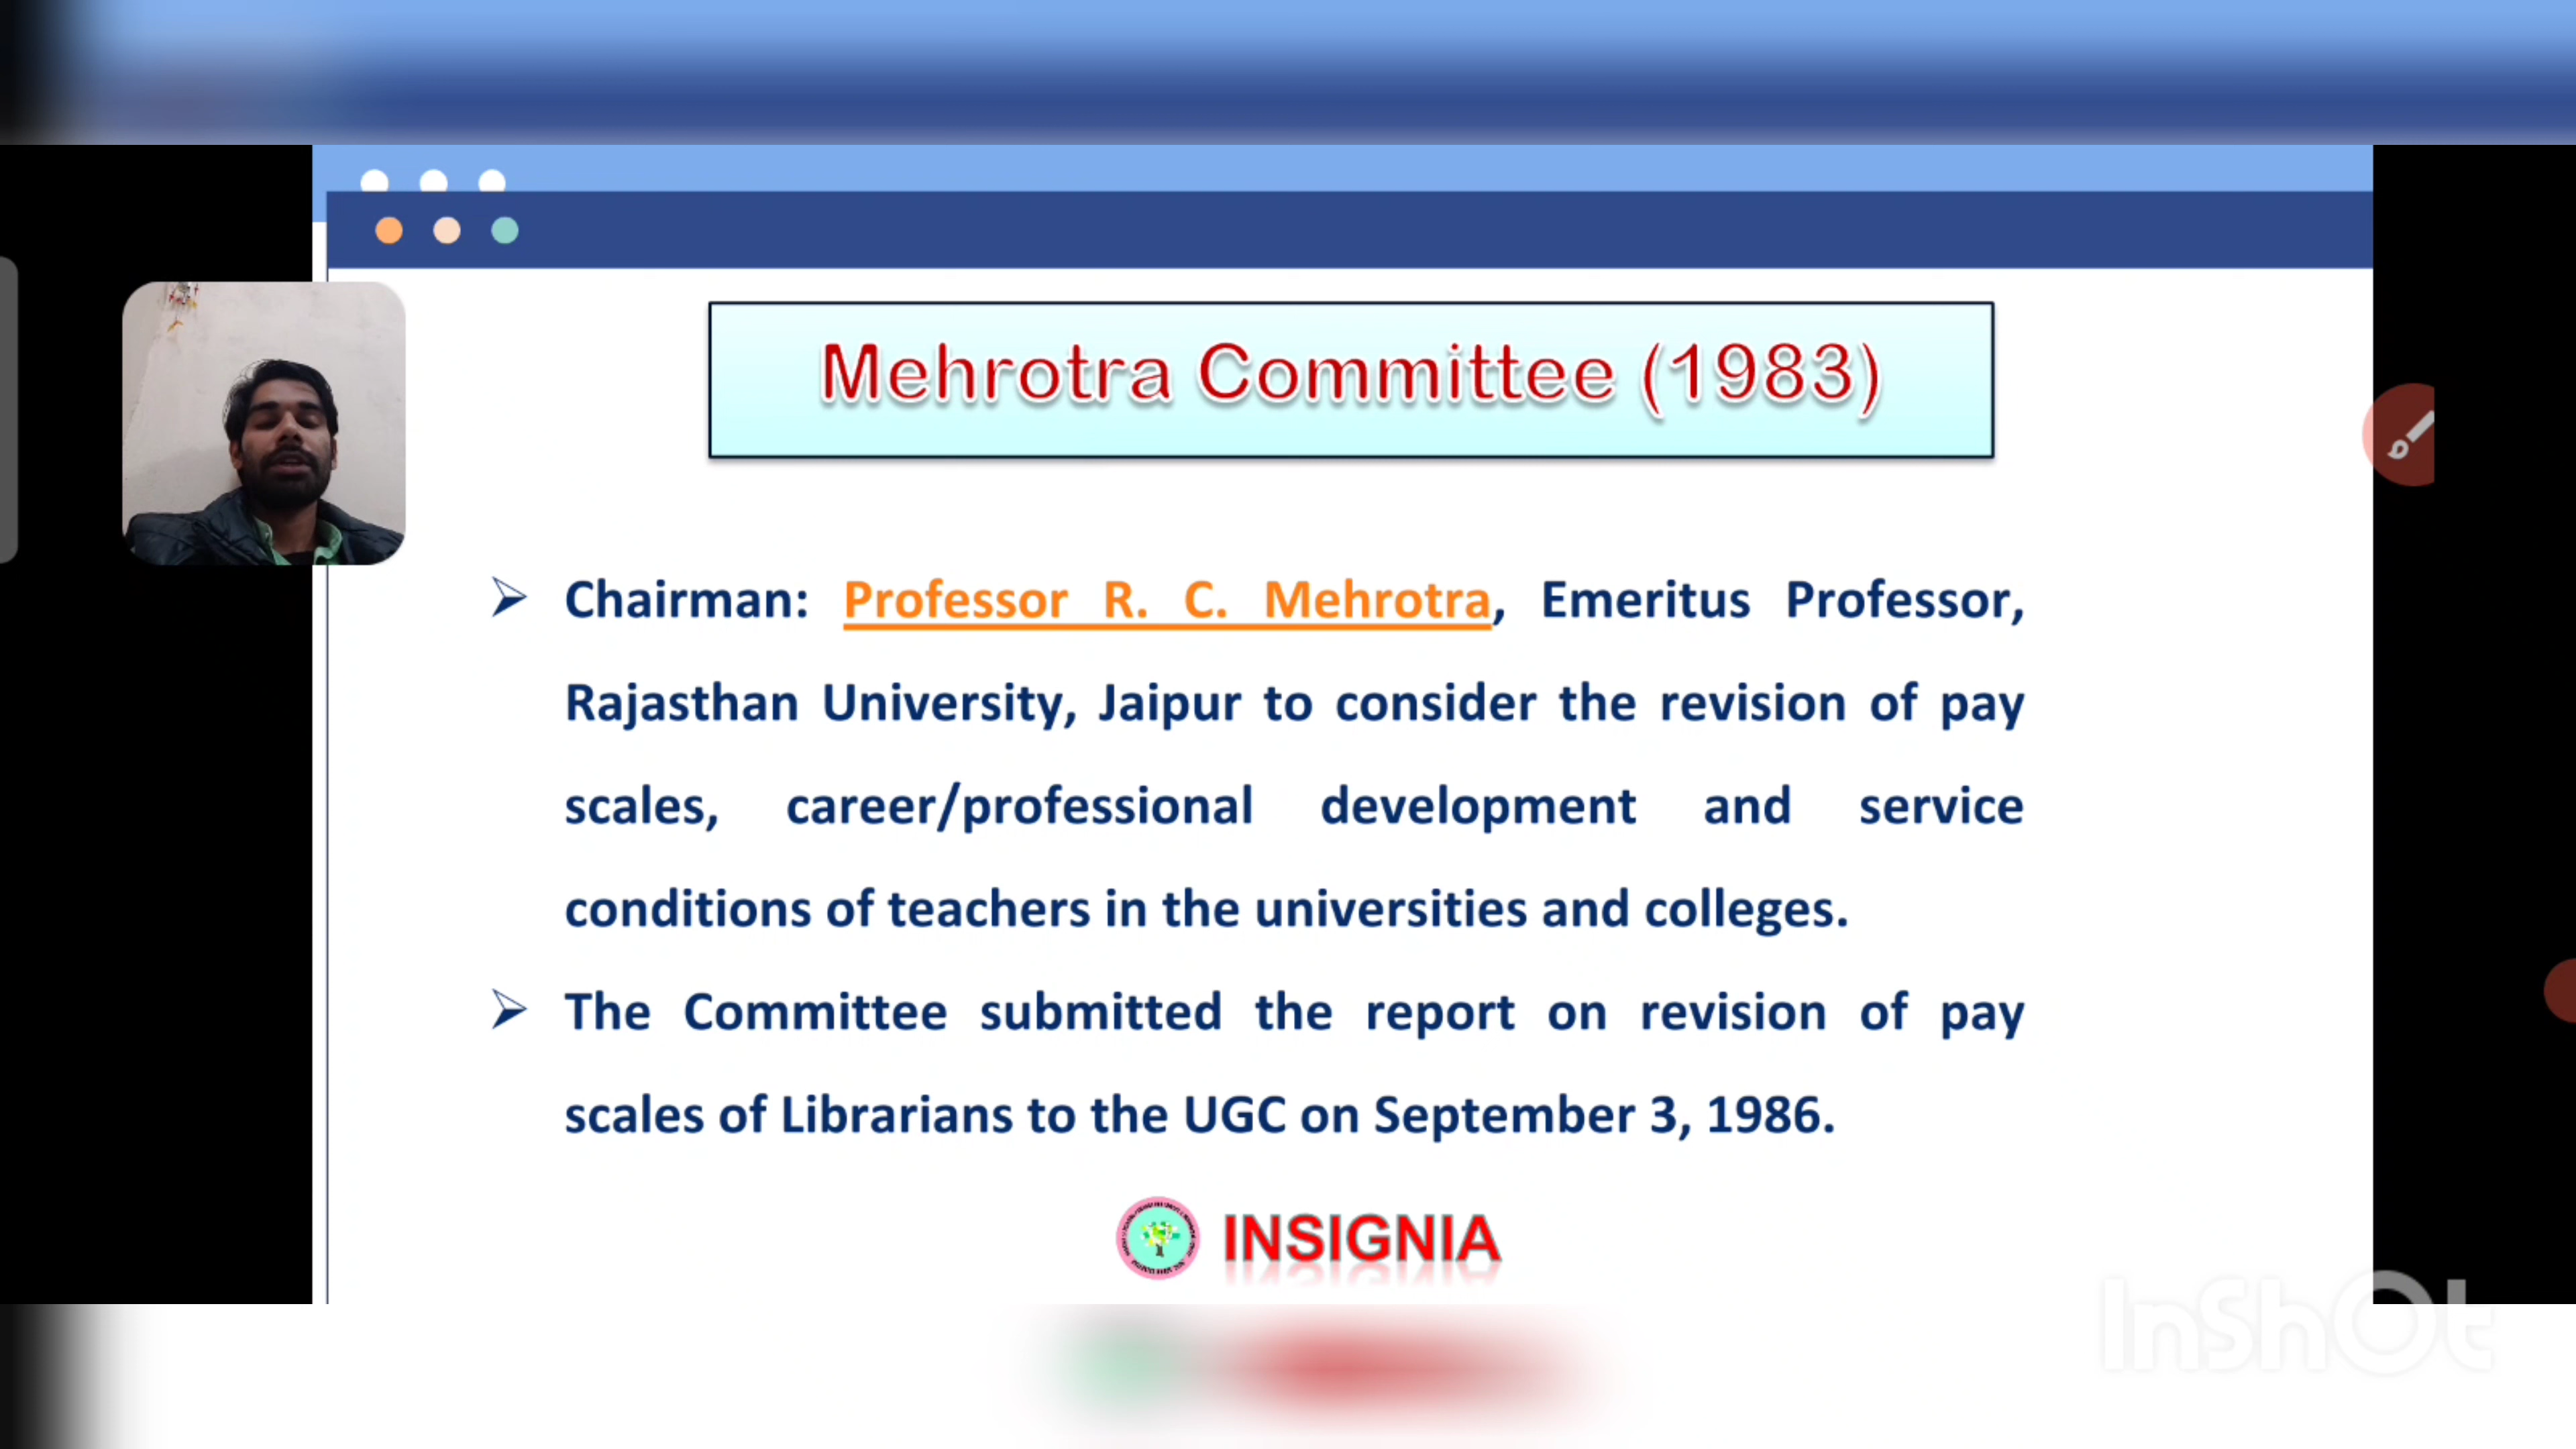 Mehrotra Committee (1983)
➢ Chairman: Professor R. C. Mehrotra, Emeritus Professor,
Rajasthan University, Jaipur to consider the revision of pay
scales, career/professional development and service
conditions of teachers in the universities and colleges.
➢ The Committee submitted the report on revision of pay
scales of Librarians to the UGC on September 3, 1986.
INSIGNIA
InShOt